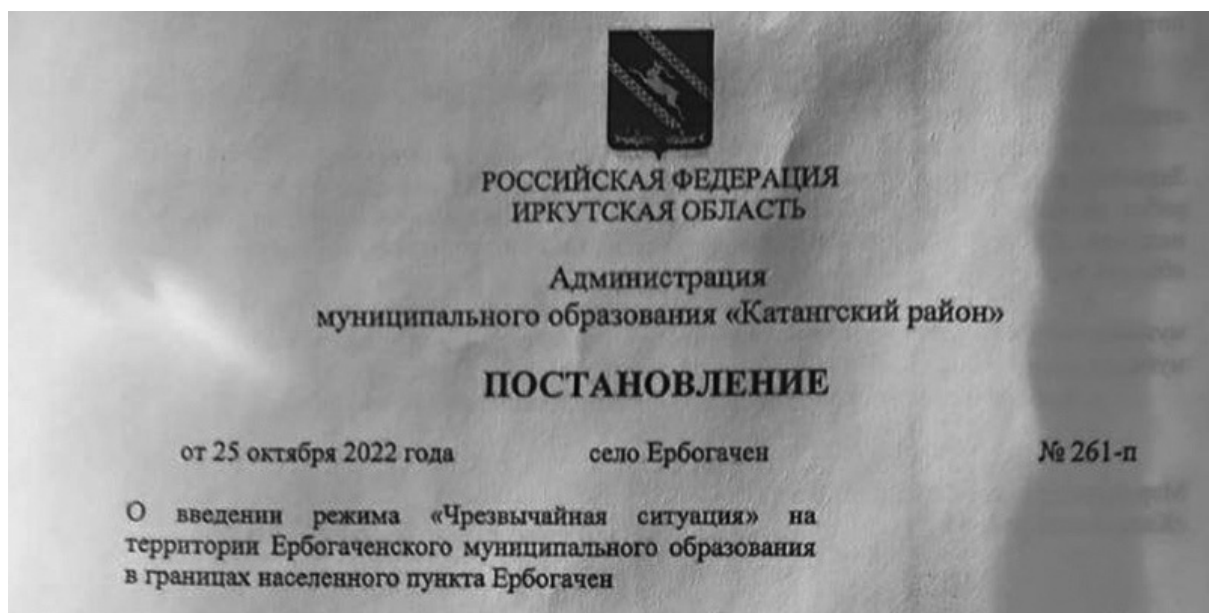 РОССИЙСКАЯ ФЕДЕРАЦИЯ
ИРКУТСКАЯ ОБЛАСТЬ
Администрация
муниципального образования «Катангский район»
ПОСТАНОВЛЕНИЕ
от 25 октября 2022 года село Ербогачен № 261-п
О введении режима «Чрезвычайная ситуация» на
территории Ербогаченского муниципального образования
в границах населенного пункта Ербогачен